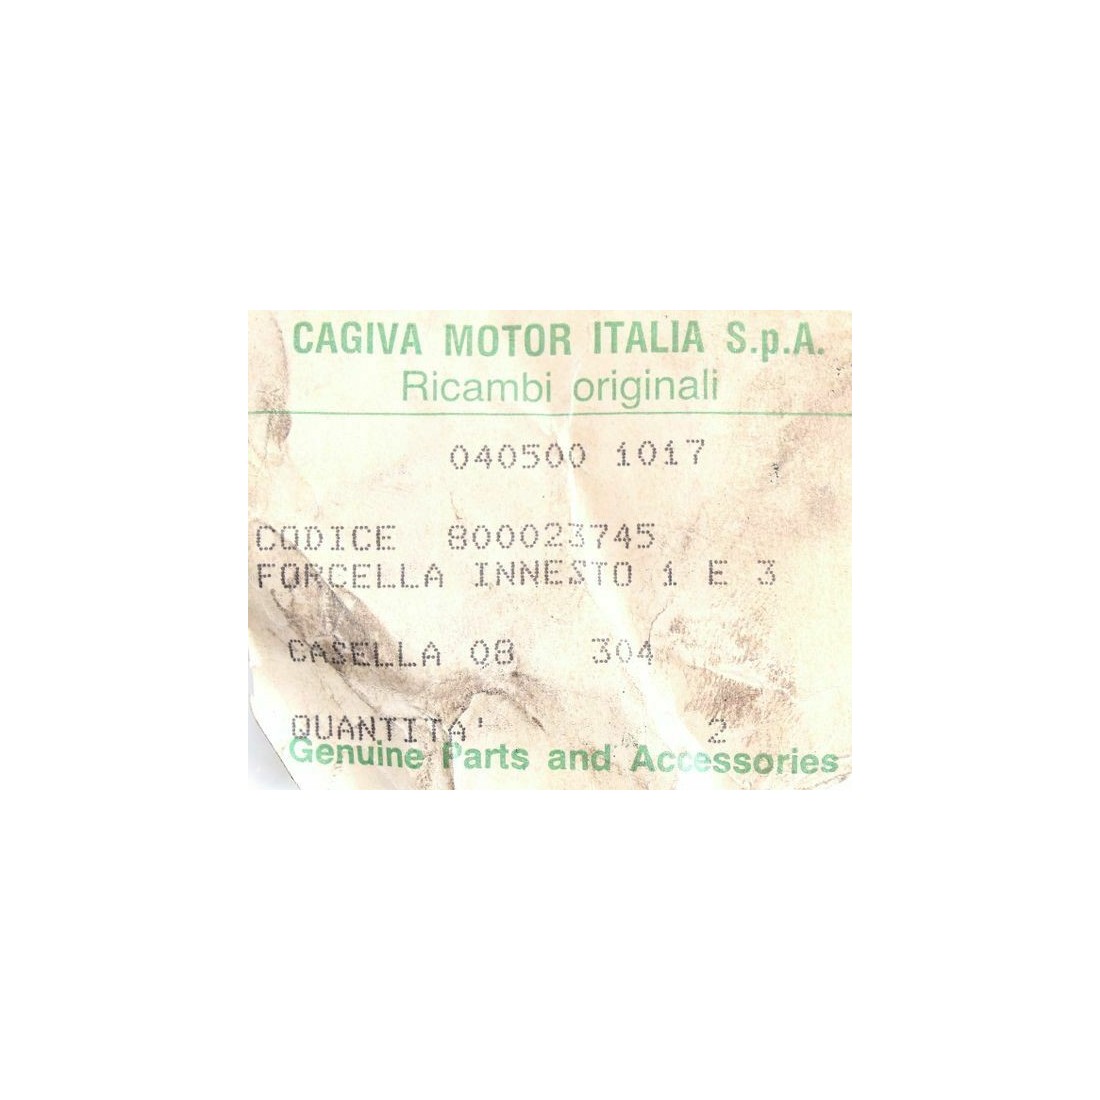 CAGIVA MOTOR ITALIA S.p.A.
Ricambi originali
040500 1017
CODICE 800023745
FORCELLA INNESTO 1 E 3
CASELLA 08 304
QUANTITA' 2
Genuine Parts and Accessories